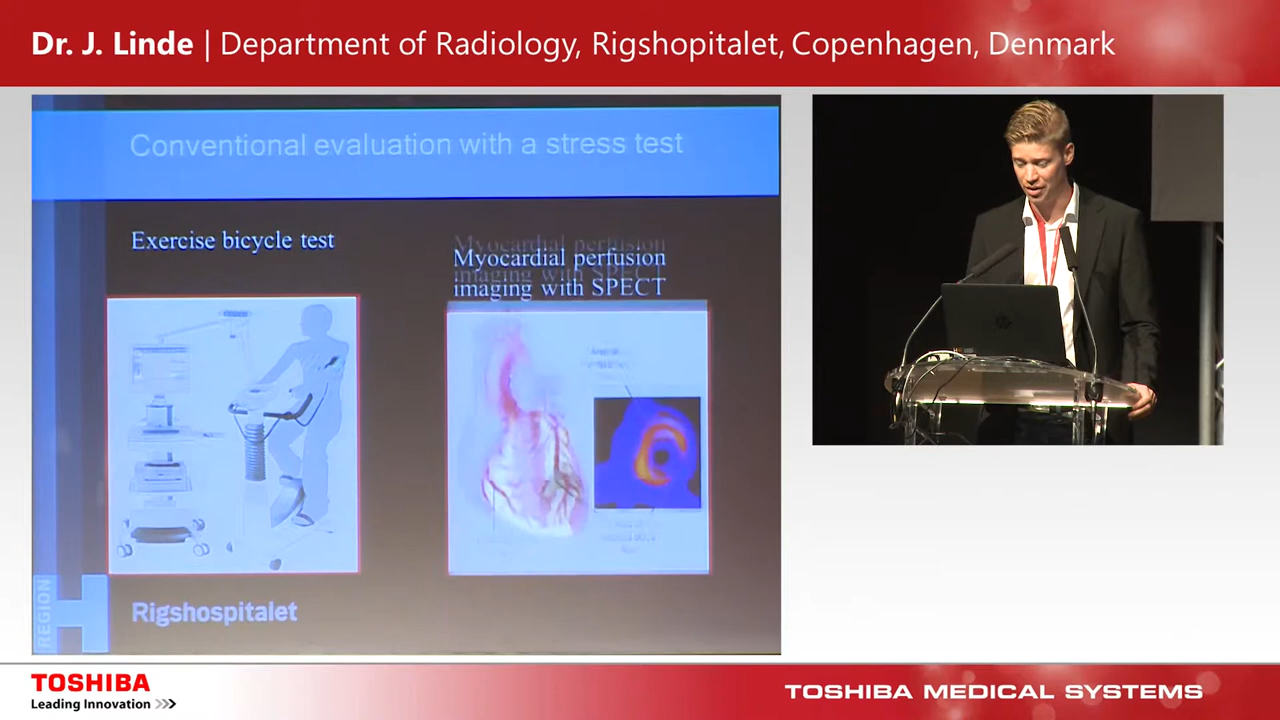 Dr. J. Linde | Department of Radiology, Rigshopitalet, Copenhagen, Denmark
Conventional evaluation with a stress test
Exercise bicycle test
Myocardial perfusion
imaging with SPECT
REGION
H
Rigshospitalet
TOSHIBA
Leading Innovation >>>
TOSHIBA MEDICAL SYSTEMS